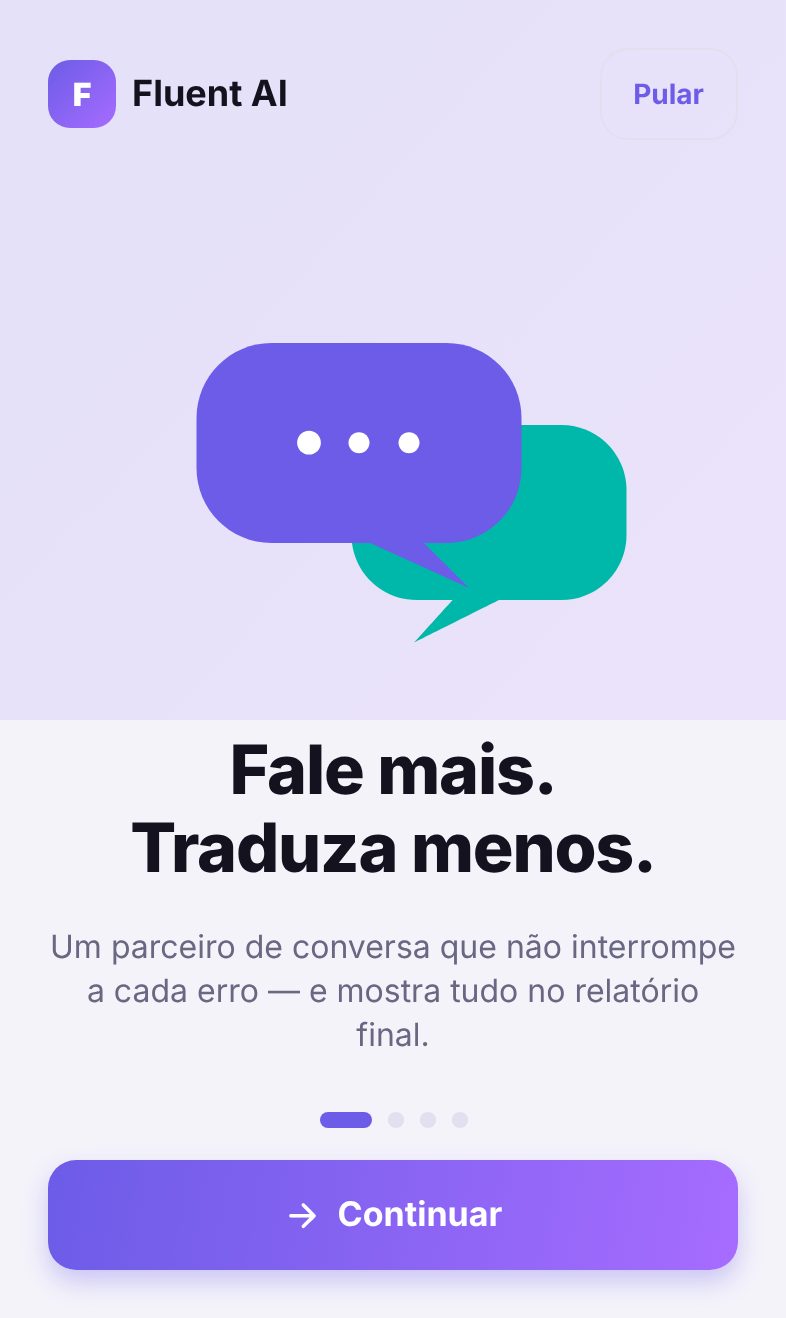 F
Fluent AI
Pular
Fale mais.
Traduza menos.
Um parceiro de conversa que não interrompe
a cada erro — e mostra tudo no relatório
final.
Continuar